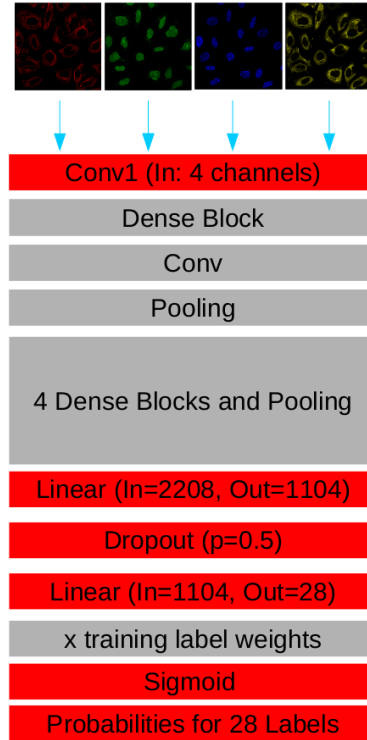 Conv1 (In: 4 channels)
Dense Block
Conv
Pooling
4 Dense Blocks and Pooling
Linear (In=2208, Out=1104)
Dropout (p=0.5)
Linear (In=1104, Out=28)
x training label weights
Sigmoid
Probabilities for 28 Labels